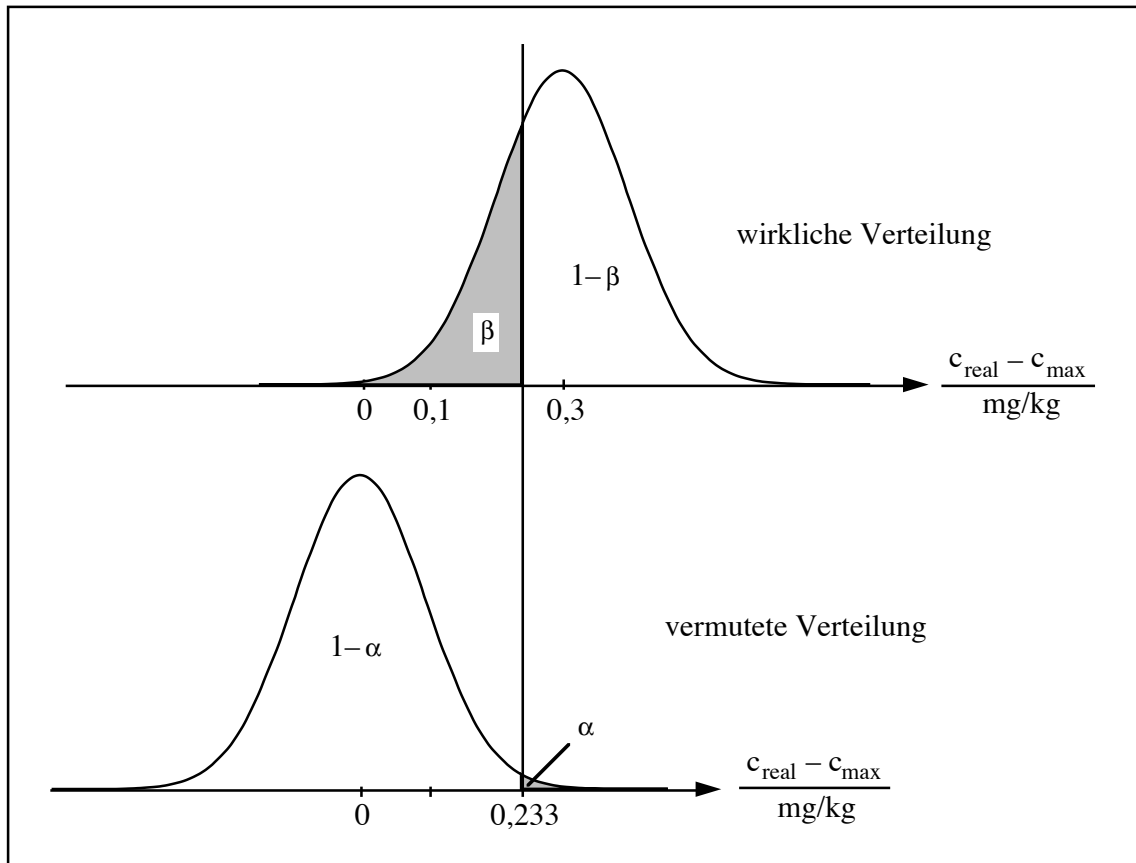 wirkliche Verteilung
1– β
β
c_real – c_max
mg/kg
0 0,1 0,3
vermutete Verteilung
1– α
α
c_real – c_max
mg/kg
0 0,233